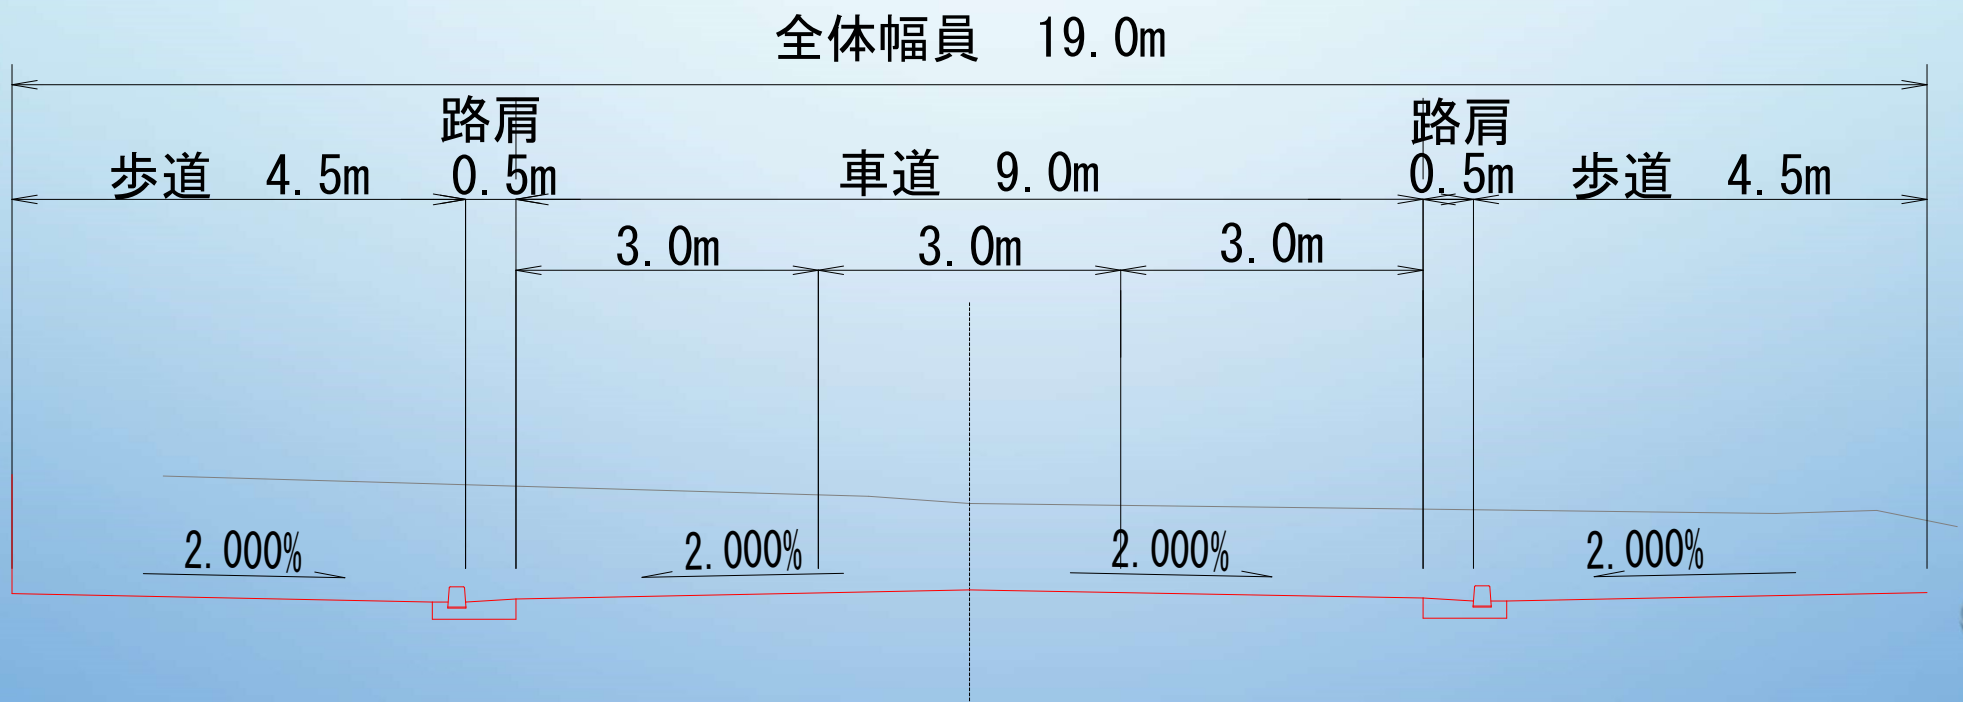 全体幅員　19.0m
路肩　路肩
歩道　4.5m　0.5m　車道　9.0m　0.5m　歩道　4.5m
3.0m　3.0m　3.0m
2.000%　2.000%　2.000%　2.000%